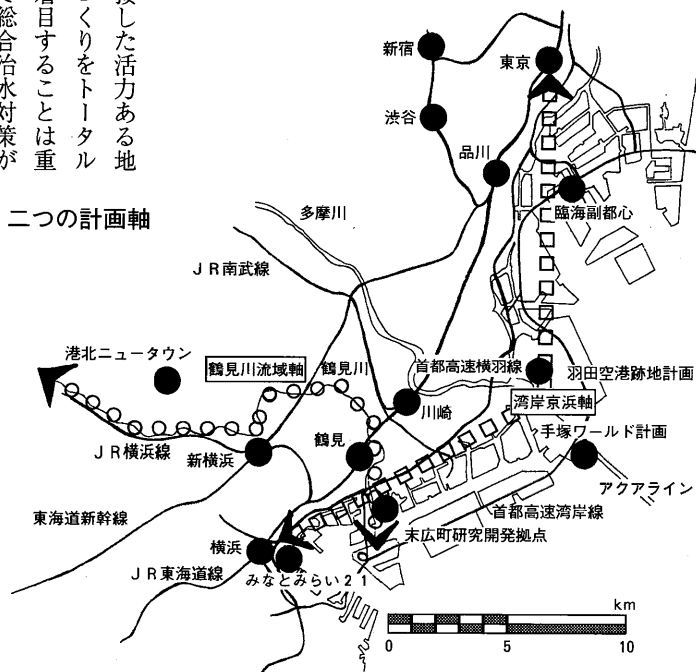 接した活力ある地
くりをトータル
着目することは重
総合治水対策が
二つの計画軸
新宿
東京
渋谷
品川
臨海副都心
多摩川
JR南武線
港北ニュータウン
鶴見川流域軸
鶴見川
首都高速横羽線
羽田空港跡地計画
川崎
湾岸京浜軸
鶴見
手塚ワールド計画
JR横浜線
新横浜
アクアライン
東海道新幹線
首都高速湾岸線
末広町研究開発拠点
横浜
みなとみらい21
JR東海道線
km
0 5 10